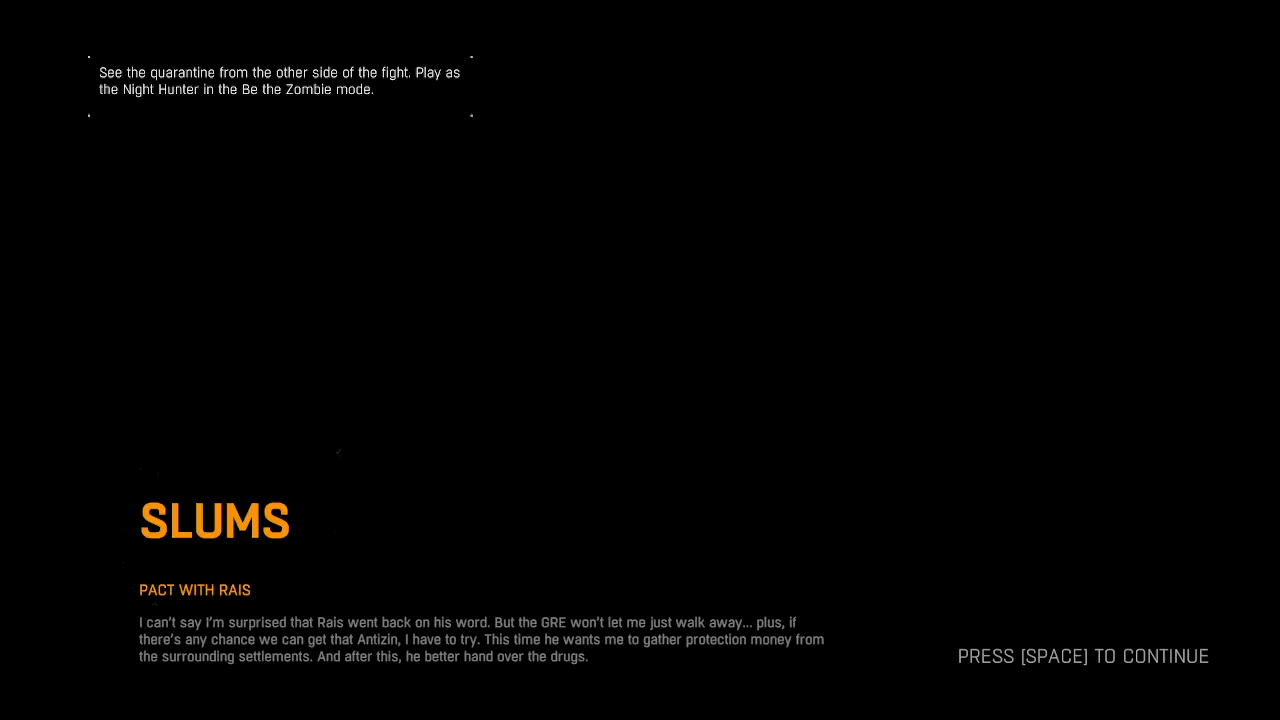 See the quarantine from the other side of the fight. Play as
the Night Hunter in the Be the Zombie mode.
SLUMS
PACT WITH RAIS
I can't say I'm surprised that Rais went back on his word. But the GRE won't let me just walk away... plus, if
there's any chance we can get that Antizin, I have to try. This time he wants me to gather protection money from
the surrounding settlements. And after this, he better hand over the drugs.
PRESS [SPACE] TO CONTINUE